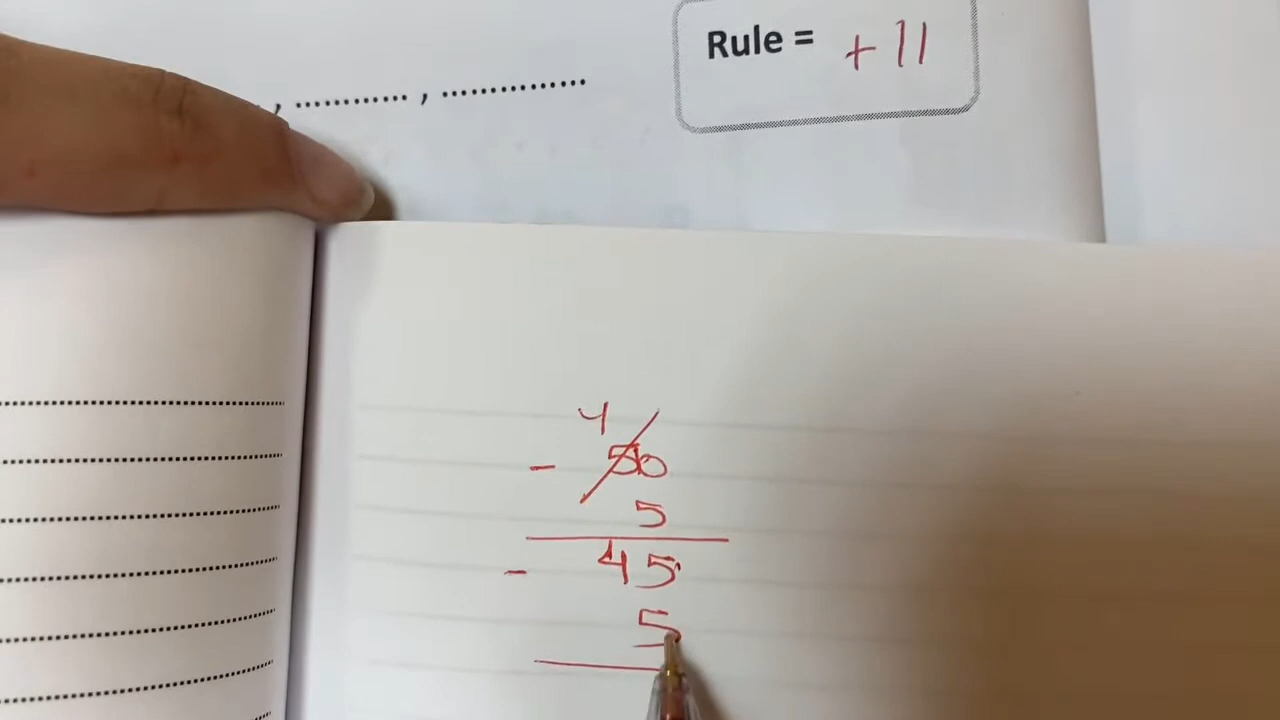 Rule = +11
, ............ , ...............
4
- 50
5
- 45
5